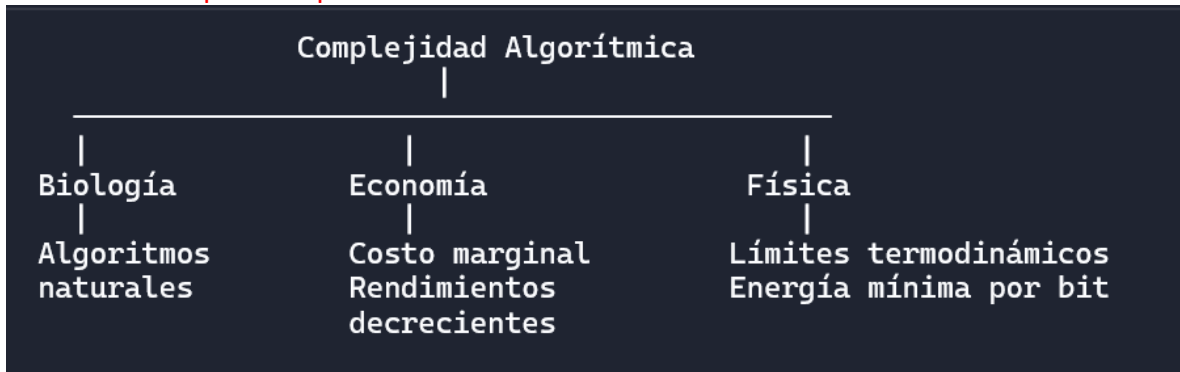 Complejidad Algorítmica
Biología Economía Física
Algoritmos Costo marginal Límites termodinámicos
naturales Rendimientos Energía mínima por bit
decrecientes